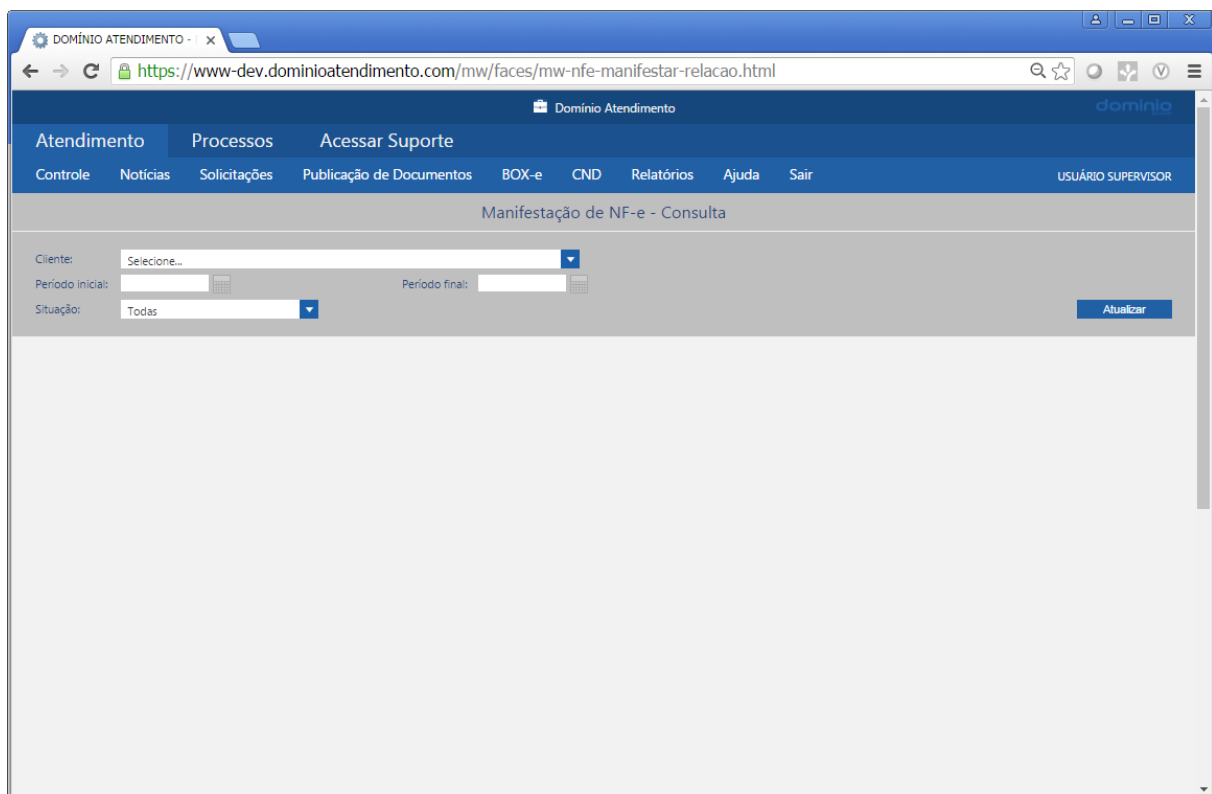 DOMÍNIO ATENDIMENTO -
https://www-dev.dominioatendimento.com/mw/faces/mw-nfe-manifestar-relacao.html
Domínio Atendimento domínio
Atendimento Processos Acessar Suporte
Controle Notícias Solicitações Publicação de Documentos BOX-e CND Relatórios Ajuda Sair USUÁRIO SUPERVISOR
Manifestação de NF-e - Consulta
Cliente: Selecione...
Período inicial: Período final:
Situação: Todas Atualizar